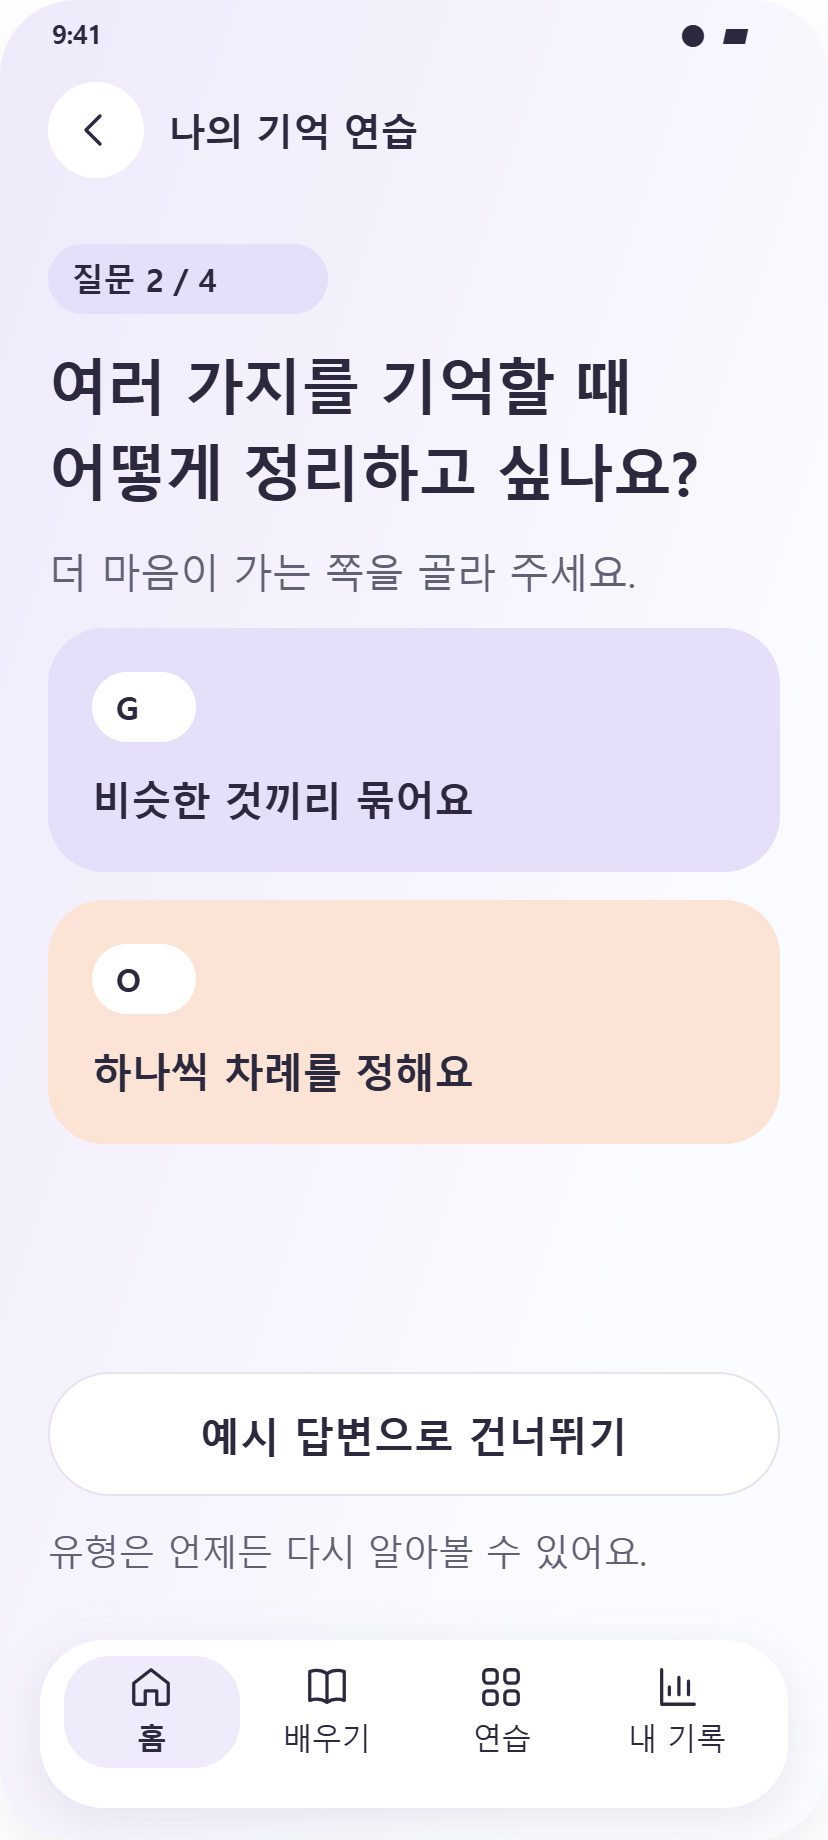 9:41
나의 기억 연습
질문 2 / 4
여러 가지를 기억할 때
어떻게 정리하고 싶나요?
더 마음이 가는 쪽을 골라 주세요.
G
비슷한 것끼리 묶어요
O
하나씩 차례를 정해요
예시 답변으로 건너뛰기
유형은 언제든 다시 알아볼 수 있어요.
홈 배우기 연습 내 기록